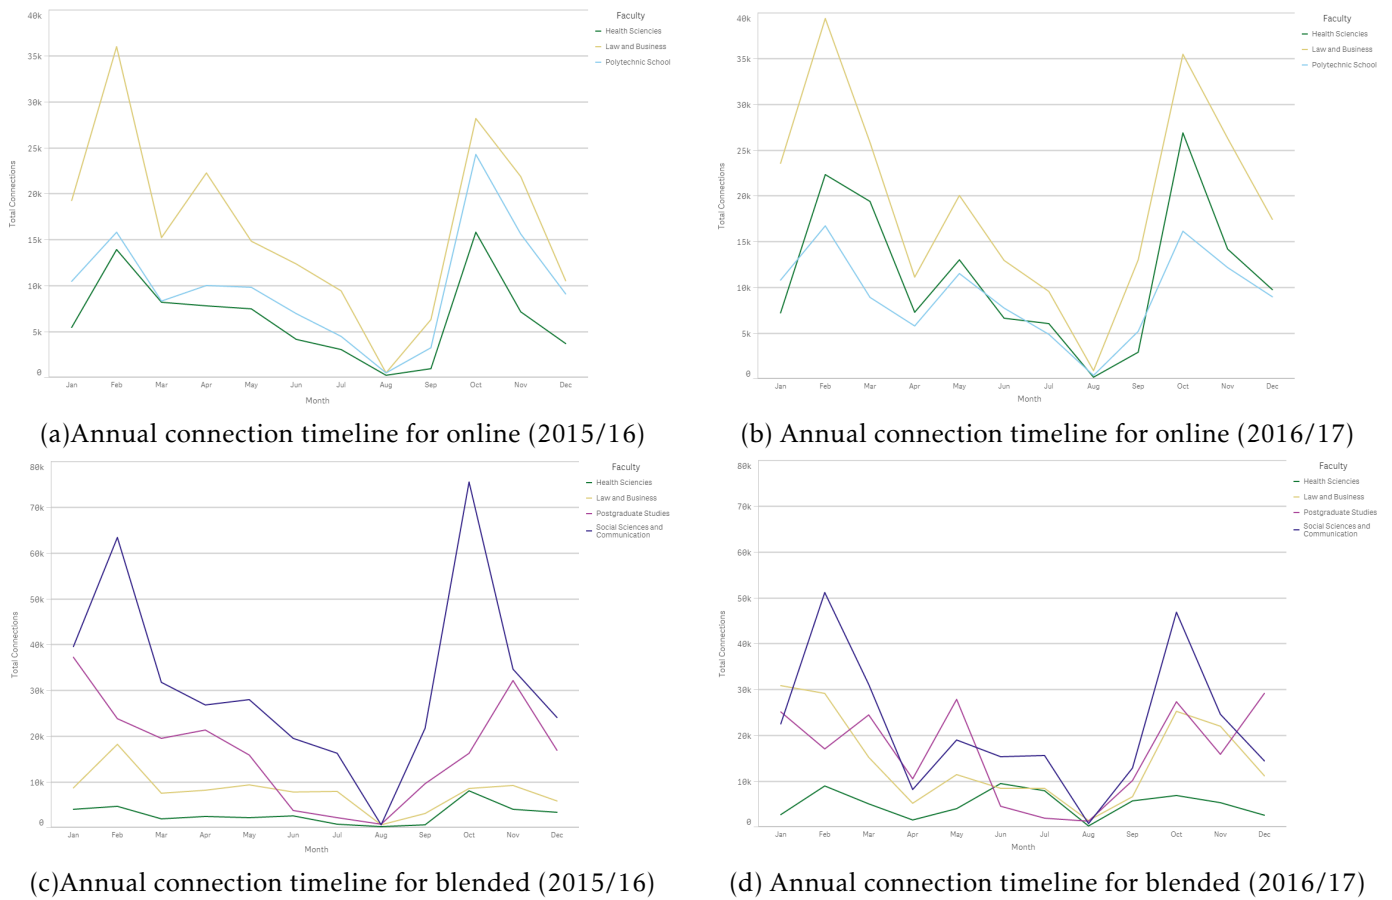 40k
35k
30k
25k
20k
15k
10k
5k
0
Total Connections
Jan Feb Mar Apr May Jun Jul Aug Sep Oct Nov Dec
Month
Faculty
Health Sciencies
Law and Business
Polytechnic School
(a)Annual connection timeline for online (2015/16)
40k
35k
30k
25k
20k
15k
10k
5k
0
Total Connections
Jan Feb Mar Apr May Jun Jul Aug Sep Oct Nov Dec
Month
Faculty
Health Sciencies
Law and Business
Polytechnic School
(b) Annual connection timeline for online (2016/17)
80k
70k
60k
50k
40k
30k
20k
10k
0
Total Connections
Jan Feb Mar Apr May Jun Jul Aug Sep Oct Nov Dec
Month
Faculty
Health Sciencies
Law and Business
Postgraduate Studies
Social Sciences and
Communication
(c)Annual connection timeline for blended (2015/16)
80k
70k
60k
50k
40k
30k
20k
10k
0
Total Connections
Jan Feb Mar Apr May Jun Jul Aug Sep Oct Nov Dec
Month
Faculty
Health Sciencies
Law and Business
Postgraduate Studies
Social Sciences and
Communication
(d) Annual connection timeline for blended (2016/17)